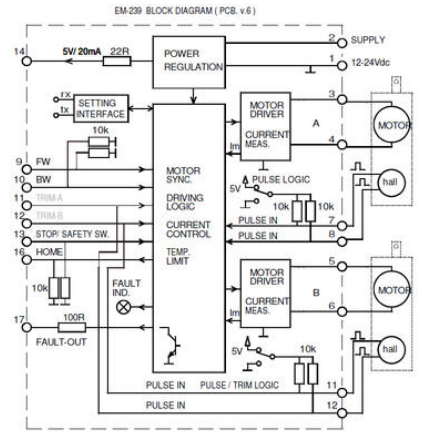 EM-239 BLOCK DIAGRAM ( PCB. v.6 )
14
5V/ 20mA
22R
POWER
REGULATION
2
SUPPLY
1
12-24Vdc
rx
tx
SETTING
INTERFACE
10k
MOTOR
DRIVER
A
CURRENT
MEAS.
Im
3
4
MOTOR
hall
9
FW
10
BW
11
TRIM-A
12
TRIM-B
13
STOP/ SAFETY SW.
16
HOME
10k
MOTOR
SYNC.
DRIVING
LOGIC
CURRENT
CONTROL
TEMP.
LIMIT
5V
PULSE LOGIC
10k
10k
PULSE IN
7
PULSE IN
8
FAULT
IND.
MOTOR
DRIVER
B
CURRENT
MEAS.
Im
5
6
MOTOR
hall
17
100R
FAULT-OUT
5V
10k
PULSE IN
PULSE / TRIM LOGIC
11
PULSE IN
12